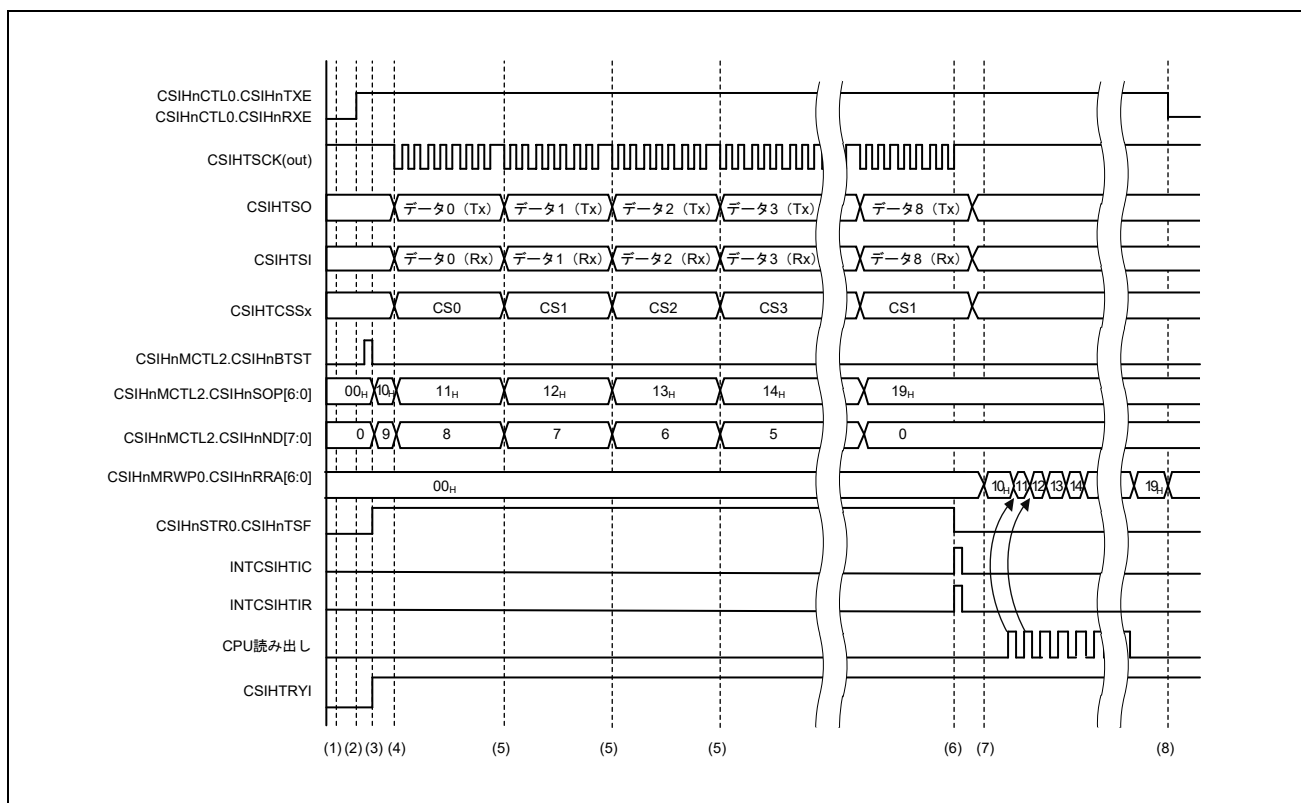 CSIHnCTL0.CSIHnTXE
CSIHnCTL0.CSIHnRXE
CSIHTSCK(out)
CSIHTSO
データ0（Tx） データ1（Tx） データ2（Tx） データ3（Tx） データ8（Tx）
CSIHTSI
データ0（Rx） データ1（Rx） データ2（Rx） データ3（Rx） データ8（Rx）
CSIHTCSSx
CS0 CS1 CS2 CS3 CS1
CSIHnMCTL2.CSIHnBTST
CSIHnMCTL2.CSIHnSOP[6:0]
00H 10H 11H 12H 13H 14H 19H
CSIHnMCTL2.CSIHnND[7:0]
0 9 8 7 6 5 0
CSIHnMRWP0.CSIHnRRA[6:0]
00H 10H 11 12 13 14 19H
CSIHnSTR0.CSIHnTSF
INTCSIHTIC
INTCSIHTIR
CPU読み出し
CSIHTRYI
(1) (2) (3) (4) (5) (5) (5) (6) (7) (8)